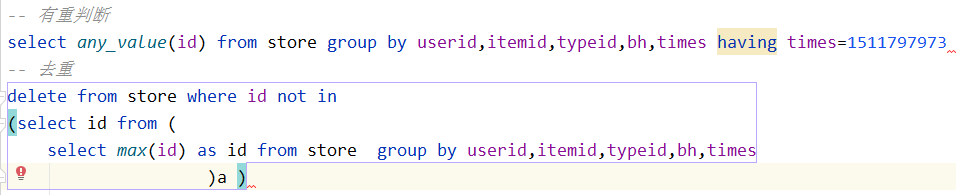 -- 有重判断
select any_value(id) from store group by userid,itemid,typeid,bh,times having times=1511797973
-- 去重
delete from store where id not in
(select id from (
select max(id) as id from store  group by userid,itemid,typeid,bh,times
)a )